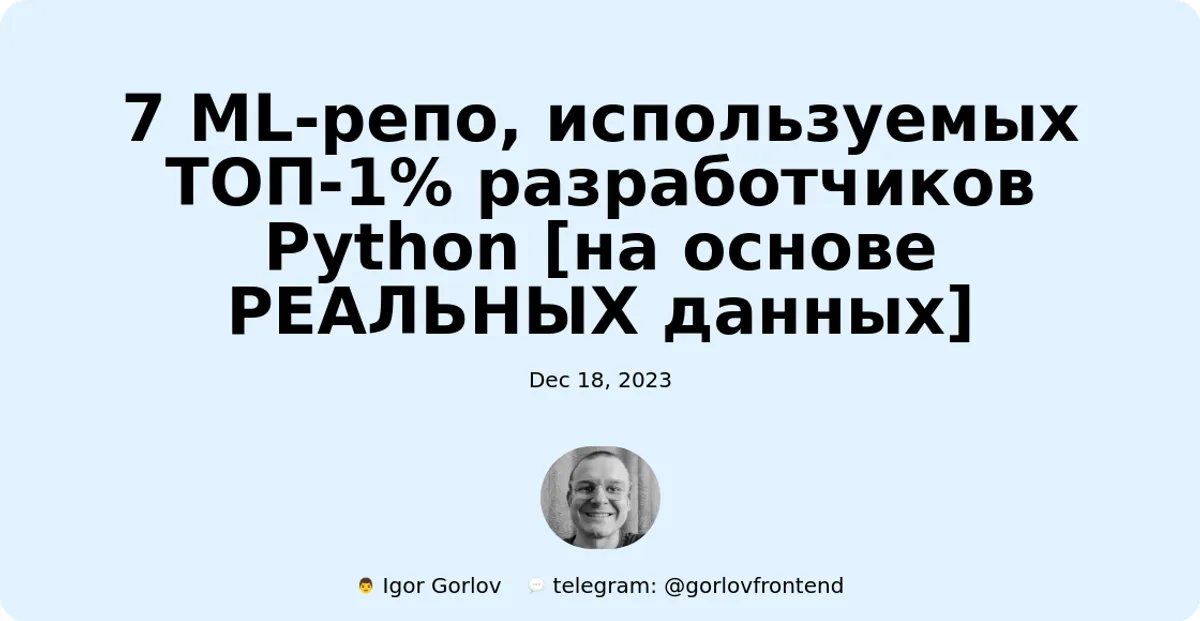 7 ML-репо, используемых
ТОП-1% разработчиков
Python [на основе
РЕАЛЬНЫХ данных]
Dec 18, 2023
Igor Gorlov telegram: @gorlovfrontend